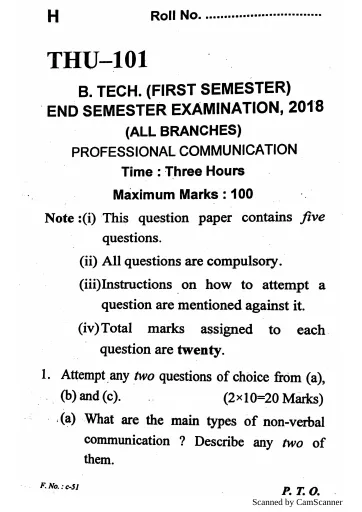 H Roll No. ................................
THU–101
B. TECH. (FIRST SEMESTER)
END SEMESTER EXAMINATION, 2018
(ALL BRANCHES)
PROFESSIONAL COMMUNICATION
Time : Three Hours
Maximum Marks : 100
Note :(i) This question paper contains five
questions.
(ii) All questions are compulsory.
(iii)Instructions on how to attempt a
question are mentioned against it.
(iv)Total marks assigned to each
question are twenty.
1. Attempt any two questions of choice from (a),
(b) and (c). (2×10=20 Marks)
(a) What are the main types of non-verbal
communication ? Describe any two of
them.
F. No. : c-51 P. T. O.
Scanned by CamScanner